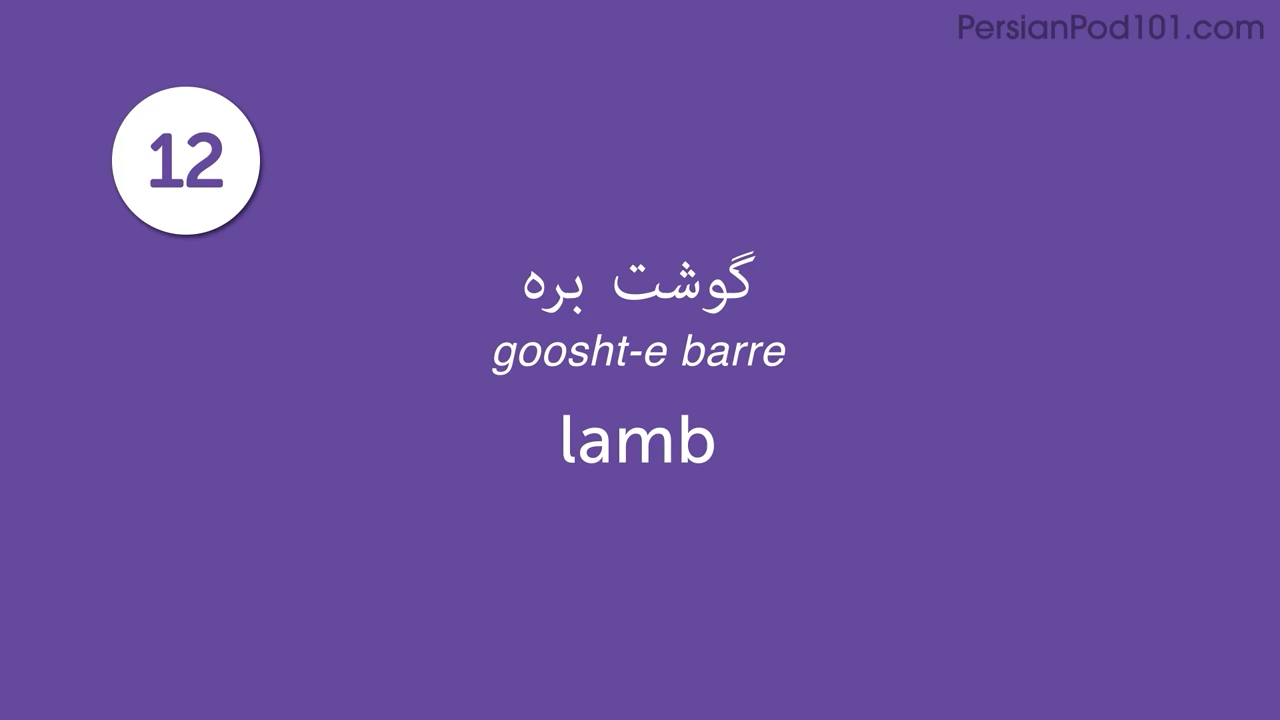 PersianPod101.com
12
گوشت بره
goosht-e barre
lamb